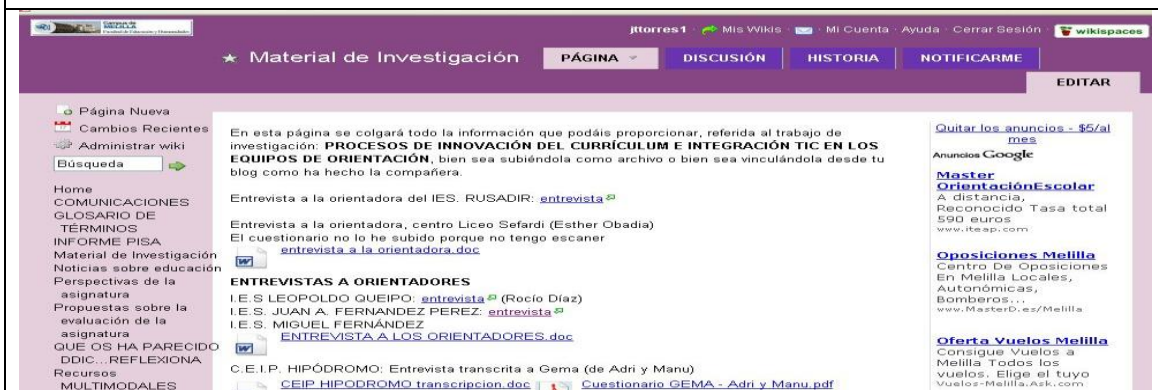 Campus de
MELILLA
jttorres1 · Mis Wikis · Mi Cuenta · Ayuda · Cerrar Sesión · wikispaces
★ Material de Investigación
PÁGINA
DISCUSIÓN
HISTORIA
NOTIFICARME
EDITAR
Página Nueva
Cambios Recientes
Administrar wiki
Búsqueda
Home
COMUNICACIONES
GLOSARIO DE
TÉRMINOS
INFORME PISA
Material de Investigación
Noticias sobre educación
Perspectivas de la
asignatura
Propuestas sobre la
evaluación de la
asignatura
QUE OS HA PARECIDO
DDIC...REFLEXIONA
Recursos
MULTIMODALES
En esta página se colgará todo la información que podáis proporcionar, referida al trabajo de
investigación: PROCESOS DE INNOVACIÓN DEL CURRÍCULUM E INTEGRACIÓN TIC EN LOS
EQUIPOS DE ORIENTACIÓN, bien sea subiéndola como archivo o bien sea vinculándola desde tu
blog como ha hecho la compañera.
Entrevista a la orientadora del IES. RUSADIR: entrevista
Entrevista a la orientadora, centro Liceo Sefardi (Esther Obadia)
El cuestionario no lo he subido porque no tengo escaner
entrevista a la orientadora.doc
ENTREVISTAS A ORIENTADORES
I.E.S LEOPOLDO QUEIPO: entrevista (Rocío Díaz)
I.E.S. JUAN A. FERNANDEZ PEREZ: entrevista
I.E.S. MIGUEL FERNÁNDEZ
ENTREVISTA A LOS ORIENTADORES.doc
C.E.I.P. HIPÓDROMO: Entrevista transcrita a Gema (de Adri y Manu)
CEIP HIPODROMO transcripcion.doc
Cuestionario GEMA - Adri y Manu.pdf
Quitar los anuncios - $5/al
mes
Anuncios Google
Master
OrientaciónEscolar
A distancia,
Reconocido Tasa total
590 euros
www.iteap.com
Oposiciones Melilla
Centro De Oposiciones
En Melilla Locales,
Autonómicas,
Bomberos...
www.MasterD.es/Melilla
Oferta Vuelos Melilla
Consigue Vuelos a
Melilla Todos los
vuelos. Elige el tuyo
Vuelos-Melilla.Ask.com